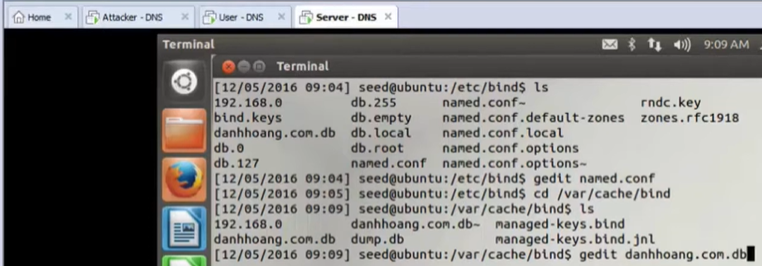 Home Attacker - DNS User - DNS Server - DNS
Terminal 9:09 AM
Terminal
[12/05/2016 09:04] seed@ubuntu:/etc/bind$ ls
192.168.0 db.255 named.conf~ rndc.key
bind.keys db.empty named.conf.default-zones zones.rfc1918
danhhoang.com.db db.local named.conf.local
db.0 db.root named.conf.options
db.127 named.conf named.conf.options~
[12/05/2016 09:04] seed@ubuntu:/etc/bind$ gedit named.conf
[12/05/2016 09:05] seed@ubuntu:/etc/bind$ cd /var/cache/bind
[12/05/2016 09:09] seed@ubuntu:/var/cache/bind$ ls
192.168.0 danhhoang.com.db~ managed-keys.bind
danhhoang.com.db dump.db managed-keys.bind.jnl
[12/05/2016 09:09] seed@ubuntu:/var/cache/bind$ gedit danhhoang.com.db